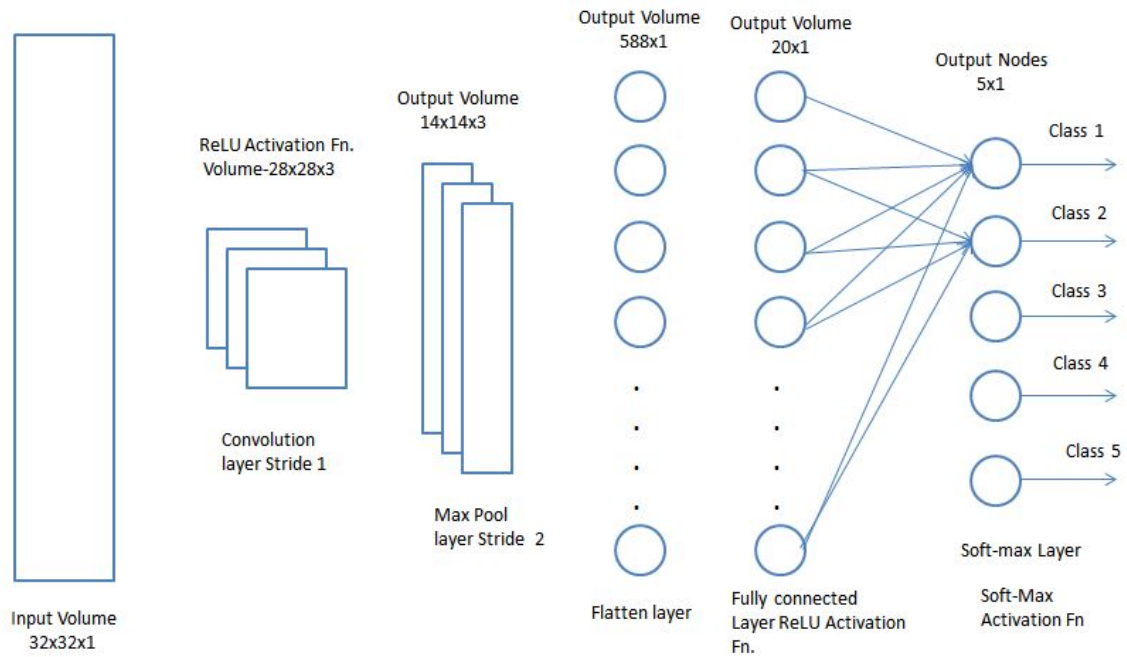 Input Volume
32x32x1
ReLU Activation Fn.
Volume-28x28x3
Convolution
layer Stride 1
Output Volume
14x14x3
Max Pool
layer Stride 2
Output Volume
588x1
Flatten layer
Output Volume
20x1
Fully connected
Layer ReLU Activation
Fn.
Output Nodes
5x1
Class 1
Class 2
Class 3
Class 4
Class 5
Soft-max Layer
Soft-Max
Activation Fn